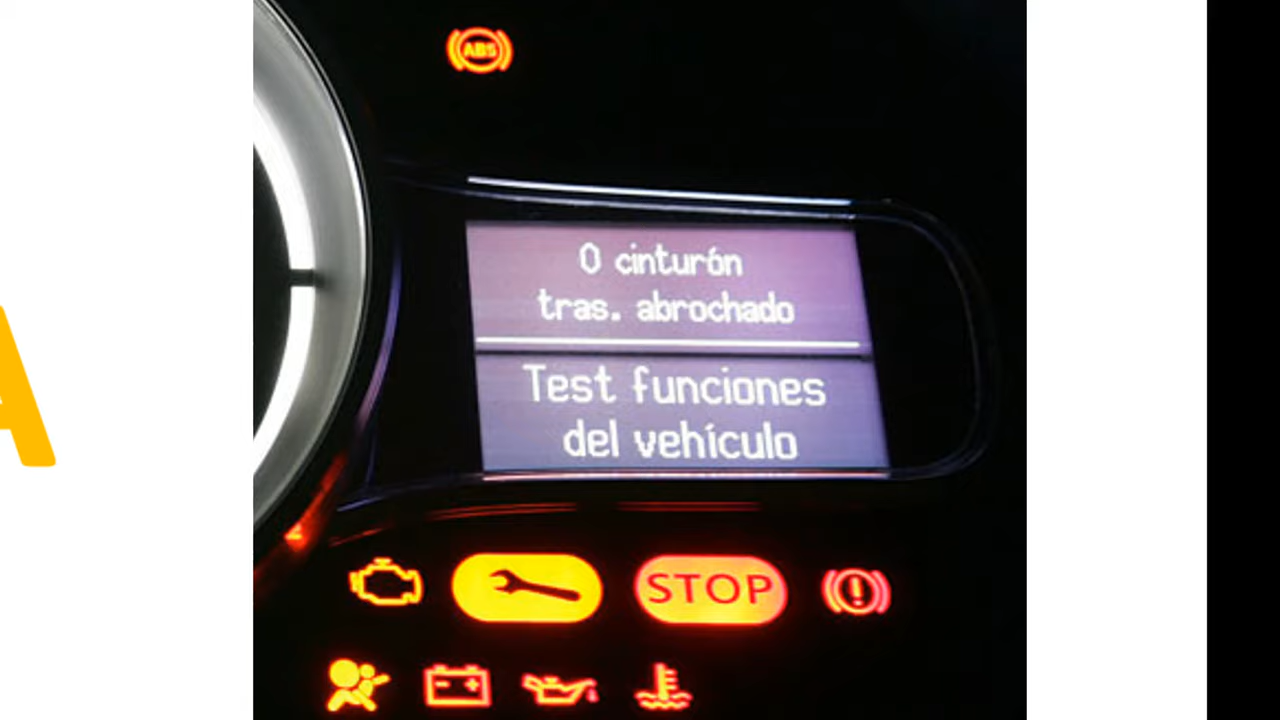 ABS
0 cinturón
tras. abrochado
Test funciones
del vehículo
STOP
A